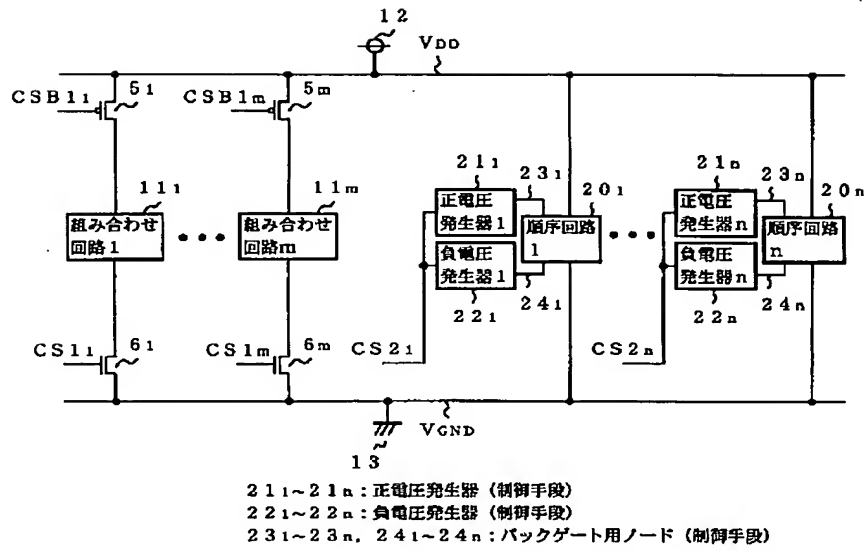 12
VDD
CSB11
51
CSB1m
5m
111
11m
211
231
201
21n
23n
20n
組み合わせ
回路1
組み合わせ
回路m
正電圧
発生器1
負電圧
発生器1
順序回路
1
正電圧
発生器n
負電圧
発生器n
順序回路
n
221
241
22n
24n
CS11
61
CS1m
6m
CS21
CS2n
VGND
13
211~21n:正電圧発生器(制御手段)
221~22n:負電圧発生器(制御手段)
231~23n,241~24n:バックゲート用ノード(制御手段)